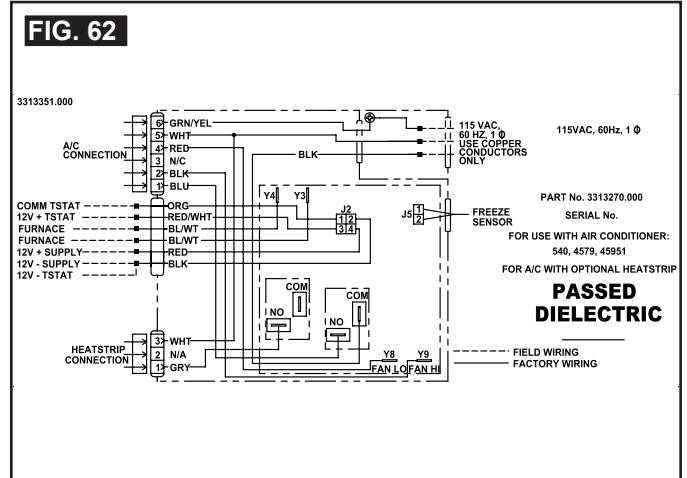 FIG. 62
3313351.000
A/C
CONNECTION
6 GRN/YEL
5 WHT
4 RED
3 N/C
2 BLK
1 BLU
BLK
115 VAC,
60 HZ, 1 Φ
USE COPPER
CONDUCTORS
ONLY
115VAC, 60Hz, 1 Φ
COMM TSTAT ORG
12V + TSTAT RED/WHT
FURNACE BL/WT
FURNACE BL/WT
12V + SUPPLY RED
12V - SUPPLY BLK
12V - TSTAT
Y4 Y3
J2
1 2
3 4
J5 1
2
FREEZE
SENSOR
PART No. 3313270.000
SERIAL No.
FOR USE WITH AIR CONDITIONER:
540, 4579, 45951
FOR A/C WITH OPTIONAL HEATSTRIP
PASSED
DIELECTRIC
COM
NO
COM
NO
HEATSTRIP
CONNECTION
3 WHT
2 N/A
1 GRY
Y8 Y9
FAN LO FAN HI
FIELD WIRING
FACTORY WIRING